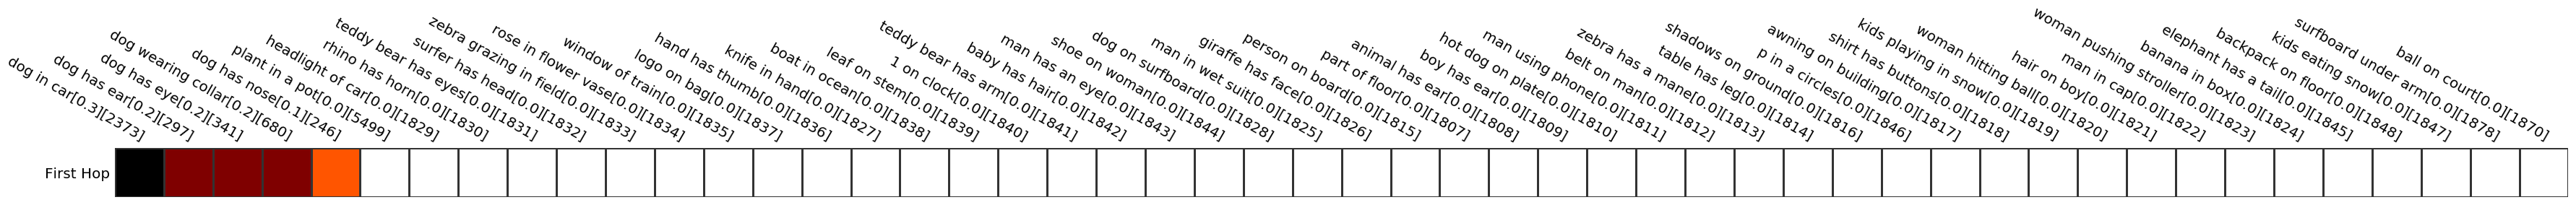 dog in car[0.3][2373]
dog has ear[0.2][297]
dog has eye[0.2][341]
dog wearing collar[0.2][680]
dog has nose[0.1][246]
plant in a pot[0.0][5499]
headlight of car[0.0][1829]
rhino has horn[0.0][1830]
teddy bear has eyes[0.0][1831]
surfer has head[0.0][1832]
zebra grazing in field[0.0][1833]
rose in flower vase[0.0][1834]
window of train[0.0][1835]
logo on bag[0.0][1837]
hand has thumb[0.0][1836]
knife in hand[0.0][1827]
boat in ocean[0.0][1838]
leaf on stem[0.0][1839]
1 on clock[0.0][1840]
teddy bear has arm[0.0][1841]
baby has hair[0.0][1842]
man has an eye[0.0][1843]
shoe on woman[0.0][1844]
dog on surfboard[0.0][1828]
man in wet suit[0.0][1825]
giraffe has face[0.0][1826]
person on board[0.0][1815]
part of floor[0.0][1807]
animal has ear[0.0][1808]
boy has ear[0.0][1809]
hot dog on plate[0.0][1810]
man using phone[0.0][1811]
belt on man[0.0][1812]
zebra has a mane[0.0][1813]
table has leg[0.0][1814]
shadows on ground[0.0][1816]
p in a circles[0.0][1846]
awning on building[0.0][1817]
shirt has buttons[0.0][1818]
kids playing in snow[0.0][1819]
woman hitting ball[0.0][1820]
hair on boy[0.0][1821]
man in cap[0.0][1822]
woman pushing stroller[0.0][1823]
banana in box[0.0][1824]
elephant has a tail[0.0][1845]
backpack on floor[0.0][1848]
kids eating snow[0.0][1847]
surfboard under arm[0.0][1878]
ball on court[0.0][1870]
First Hop